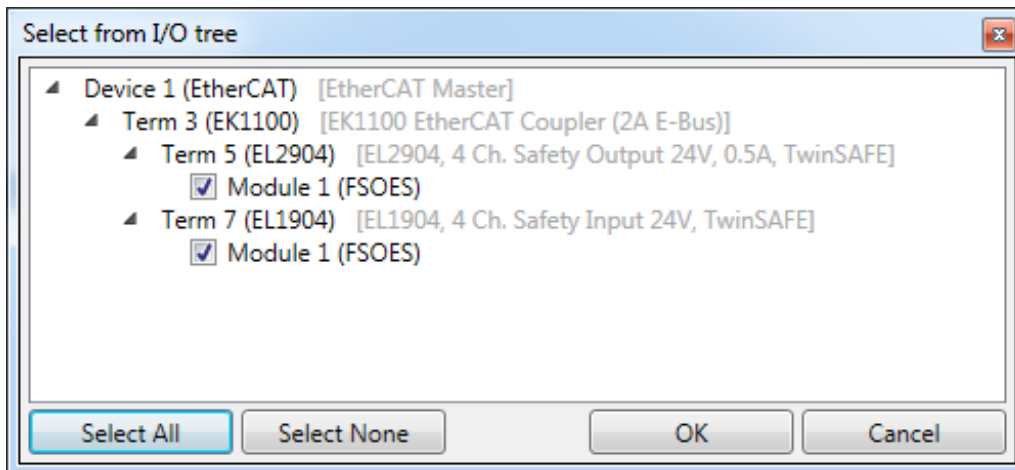 Select from I/O tree
Device 1 (EtherCAT) [EtherCAT Master]
Term 3 (EK1100) [EK1100 EtherCAT Coupler (2A E-Bus)]
Term 5 (EL2904) [EL2904, 4 Ch. Safety Output 24V, 0.5A, TwinSAFE]
Module 1 (FSOES)
Term 7 (EL1904) [EL1904, 4 Ch. Safety Input 24V, TwinSAFE]
Module 1 (FSOES)
Select All Select None OK Cancel